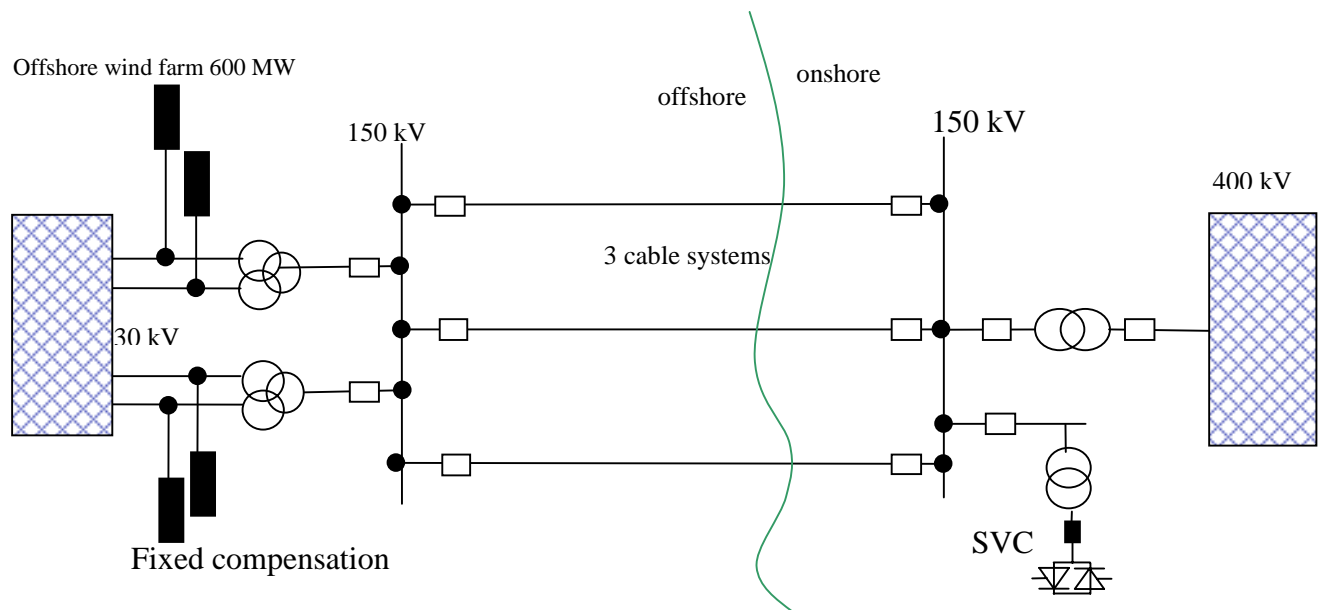 Offshore wind farm 600 MW
onshore
offshore
150 kV
150 kV
400 kV
3 cable systems
30 kV
SVC
Fixed compensation